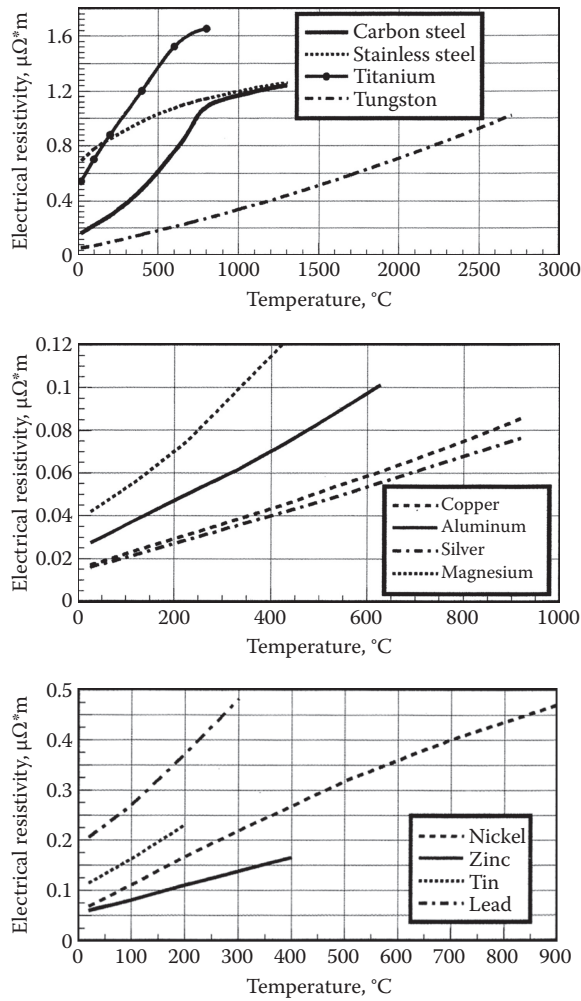 Electrical resistivity, μΩ*m
1.6
1.2
0.8
0.4
0
Carbon steel
Stainless steel
Titanium
Tungston
0 500 1000 1500 2000 2500 3000
Temperature, °C
Electrical resistivity, μΩ*m
0.12
0.1
0.08
0.06
0.04
0.02
0
Copper
Aluminum
Silver
Magnesium
0 200 400 600 800 1000
Temperature, °C
Electrical resistivity, μΩ*m
0.5
0.4
0.3
0.2
0.1
0
Nickel
Zinc
Tin
Lead
0 100 200 300 400 500 600 700 800 900
Temperature, °C